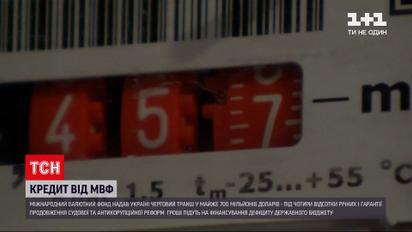 1+1
ТИ НЕ ОДИН
4 5 7
m
1,5 tm-25...+55 °C
ТСН
КРЕДИТ ВІД МВФ
МІЖНАРОДНИЙ ВАЛЮТНИЙ ФОНД НАДАВ УКРАЇНІ ЧЕРГОВИЙ ТРАНШ У МАЙЖЕ 700 МІЛЬЙОНІВ ДОЛАРІВ - ПІД ЧОТИРИ ВІДСОТКИ РІЧНИХ І ГАРАНТІЇ
ПРОДОВЖЕННЯ СУДОВОЇ ТА АНТИКОРУПЦІЙНОЇ РЕФОРМ. ГРОШІ ПІДУТЬ НА ФІНАНСУВАННЯ ДЕФІЦИТУ ДЕРЖАВНОГО БЮДЖЕТУ